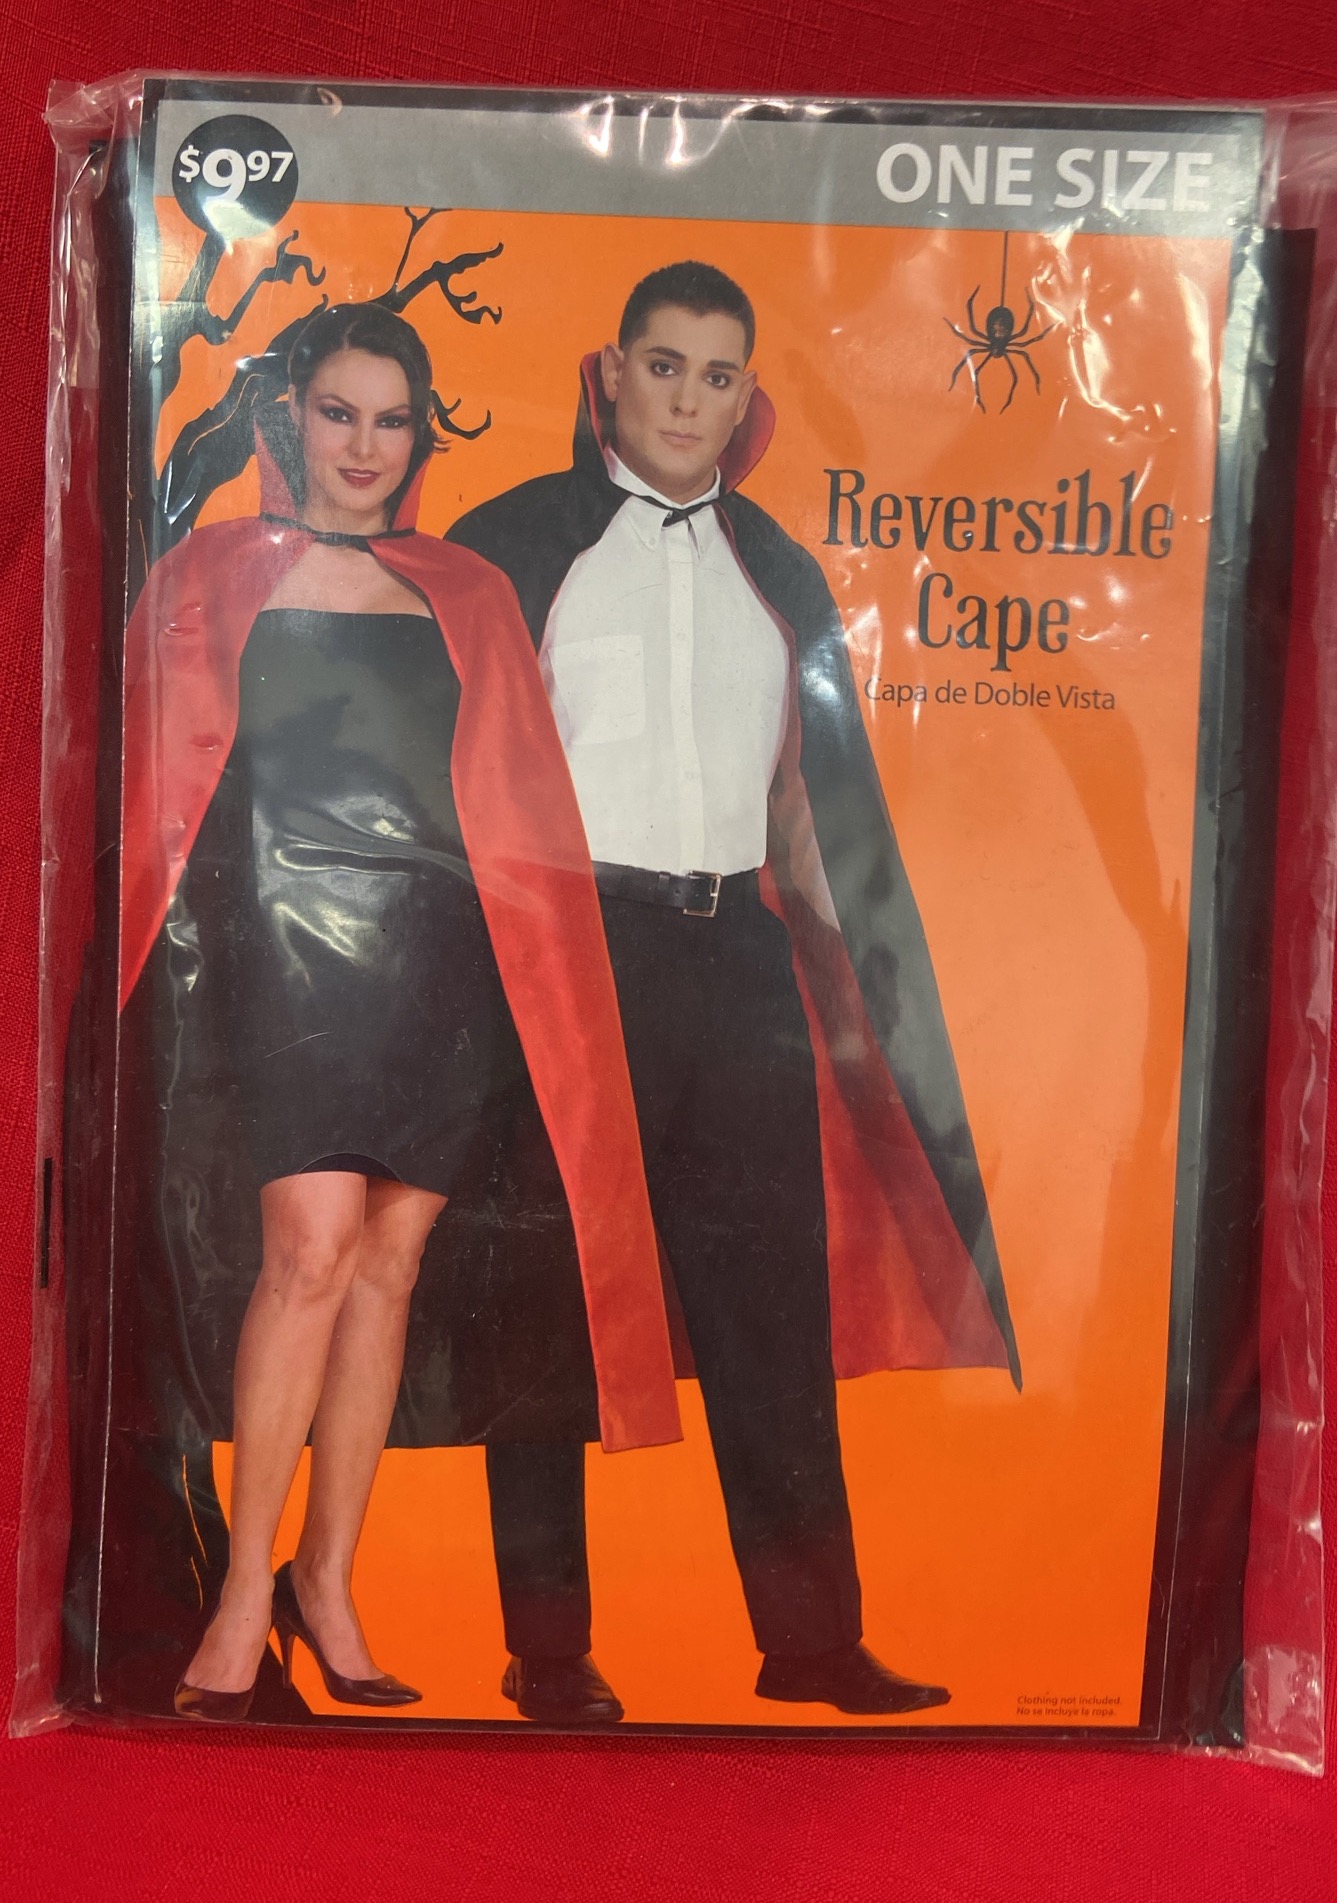 $9.97
ONE SIZE
Reversible
Cape
Capa de Doble Vista
Clothing not included.
No se incluye la ropa.